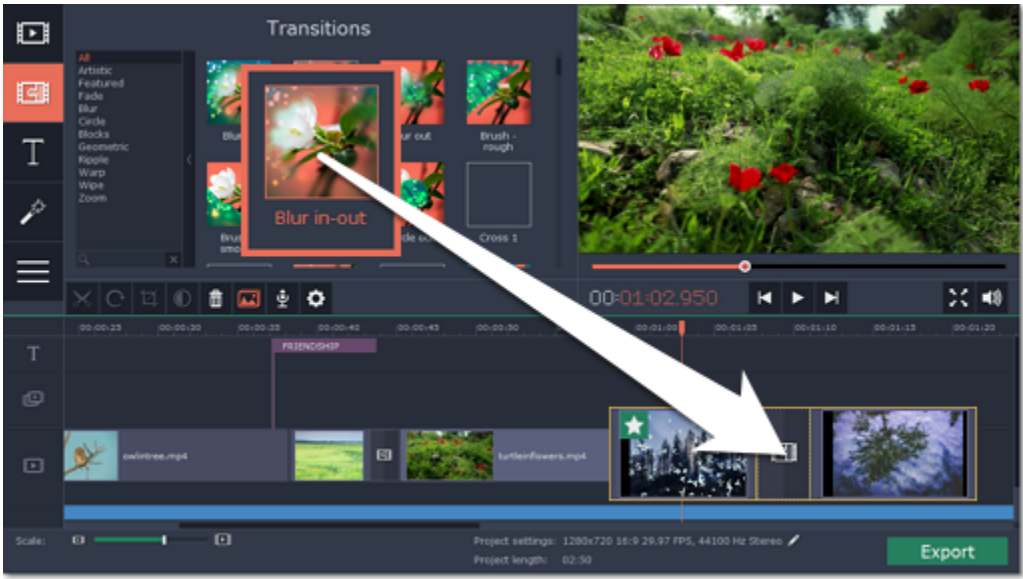 Transitions
All
Artistic
Featured
Fade
Blur
Circle
Blocks
Geometric
Ripple
Warp
Wipe
Zoom
Blur in-out
ur out
Brush -
rough
Cross 1
T
00:01:02.950
00:00:25
00:00:30
00:00:35
00:00:40
00:00:45
00:00:50
00:01:00
00:01:05
00:01:10
00:01:15
00:01:20
T
FRIENDSHIP
owlintree.mp4
turtleinflowers.mp4
Scale:
Project settings: 1280x720 16:9 29.97 FPS, 44100 Hz Stereo
Project length: 02:50
Export